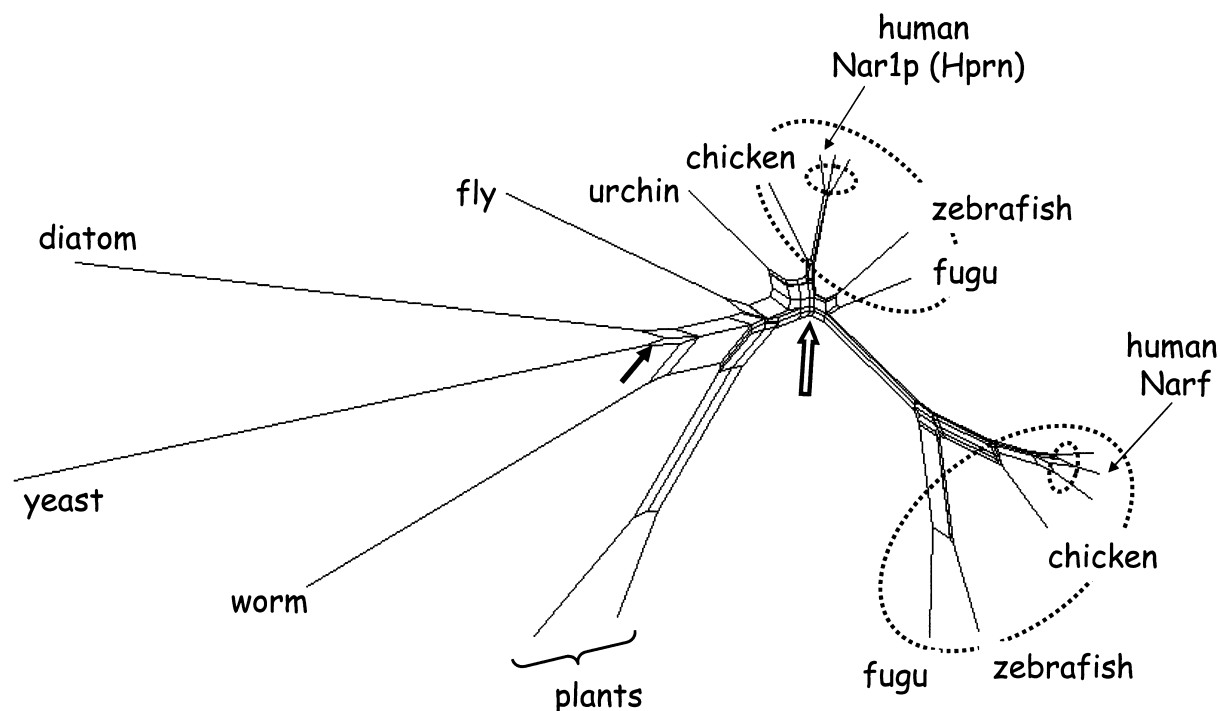 human
Nar1p (Hprn)
chicken
fly
urchin
zebrafish
diatom
fugu
human
Narf
yeast
chicken
worm
fugu
zebrafish
plants